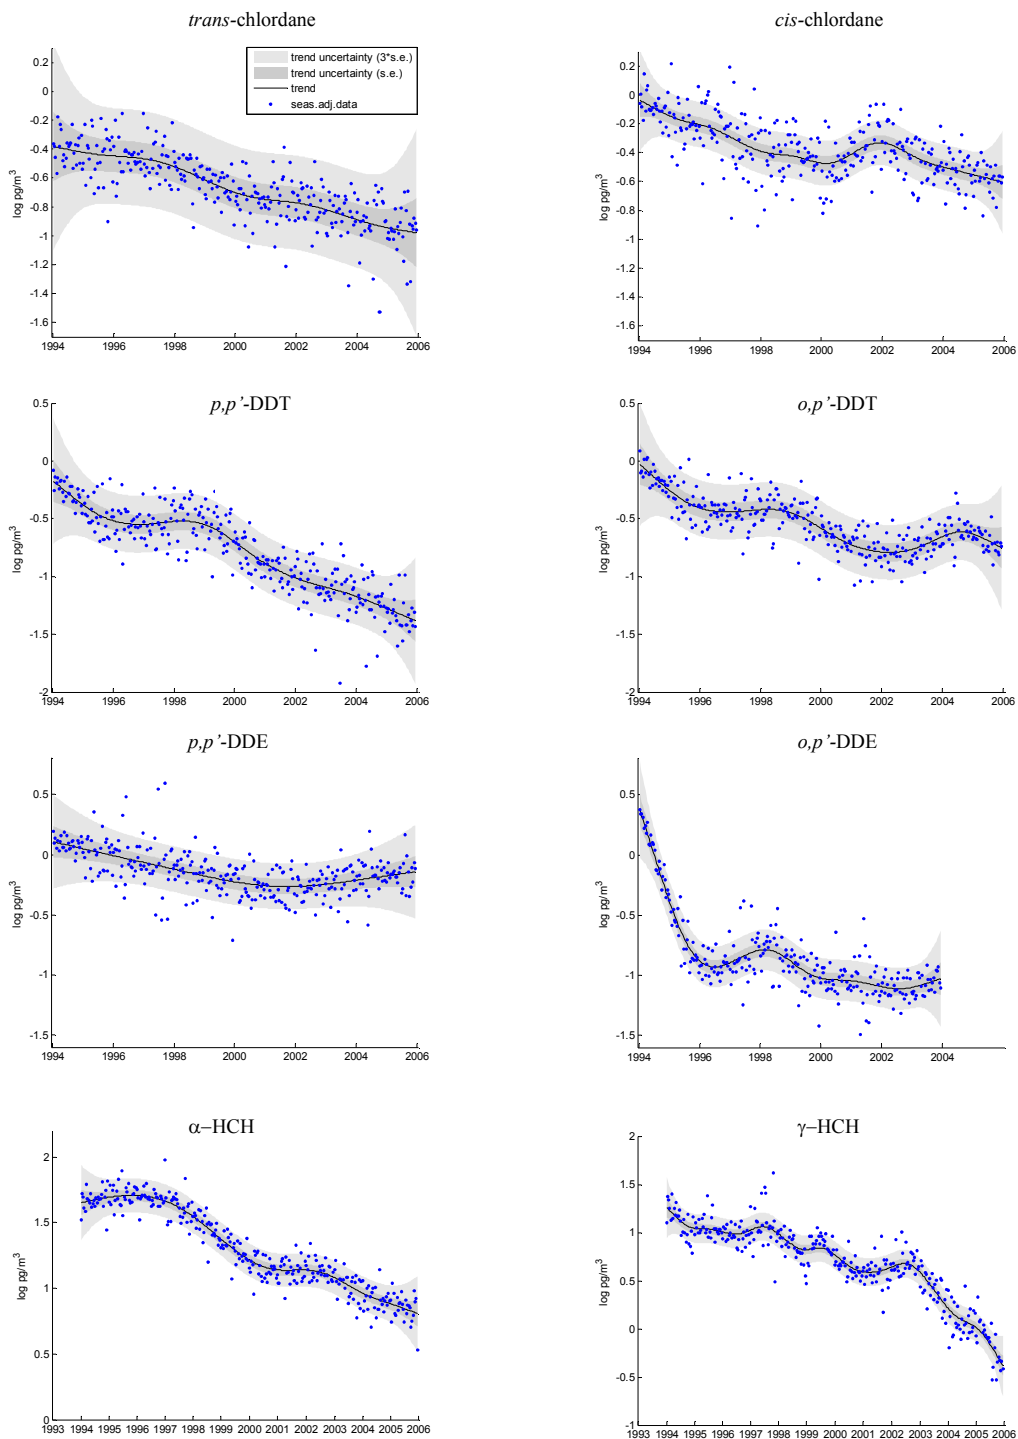 trans-chlordane
cis-chlordane
trend uncertainty (3*s.e.)
trend uncertainty (s.e.)
trend
seas.adj.data
log pg/m³
0.2
0
-0.2
-0.4
-0.6
-0.8
-1
-1.2
-1.4
-1.6
1994 1996 1998 2000 2002 2004 2006
log pg/m³
0.2
0
-0.2
-0.4
-0.6
-0.8
-1
-1.2
-1.4
-1.6
1994 1996 1998 2000 2002 2004 2006
p,p'-DDT
o,p'-DDT
log pg/m³
0.5
0
-0.5
-1
-1.5
-2
1994 1996 1998 2000 2002 2004 2006
log pg/m³
0.5
0
-0.5
-1
-1.5
-2
1994 1996 1998 2000 2002 2004 2006
p,p'-DDE
o,p'-DDE
log pg/m³
0.5
0
-0.5
-1
-1.5
1994 1996 1998 2000 2002 2004 2006
log pg/m³
0.5
0
-0.5
-1
-1.5
1994 1996 1998 2000 2002 2004
α–HCH
γ–HCH
log pg/m³
2
1.5
1
0.5
0
1993 1994 1995 1996 1997 1998 1999 2000 2001 2002 2003 2004 2005 2006
log pg/m³
2
1.5
1
0.5
0
-0.5
-1
1993 1994 1995 1996 1997 1998 1999 2000 2001 2002 2003 2004 2005 2006